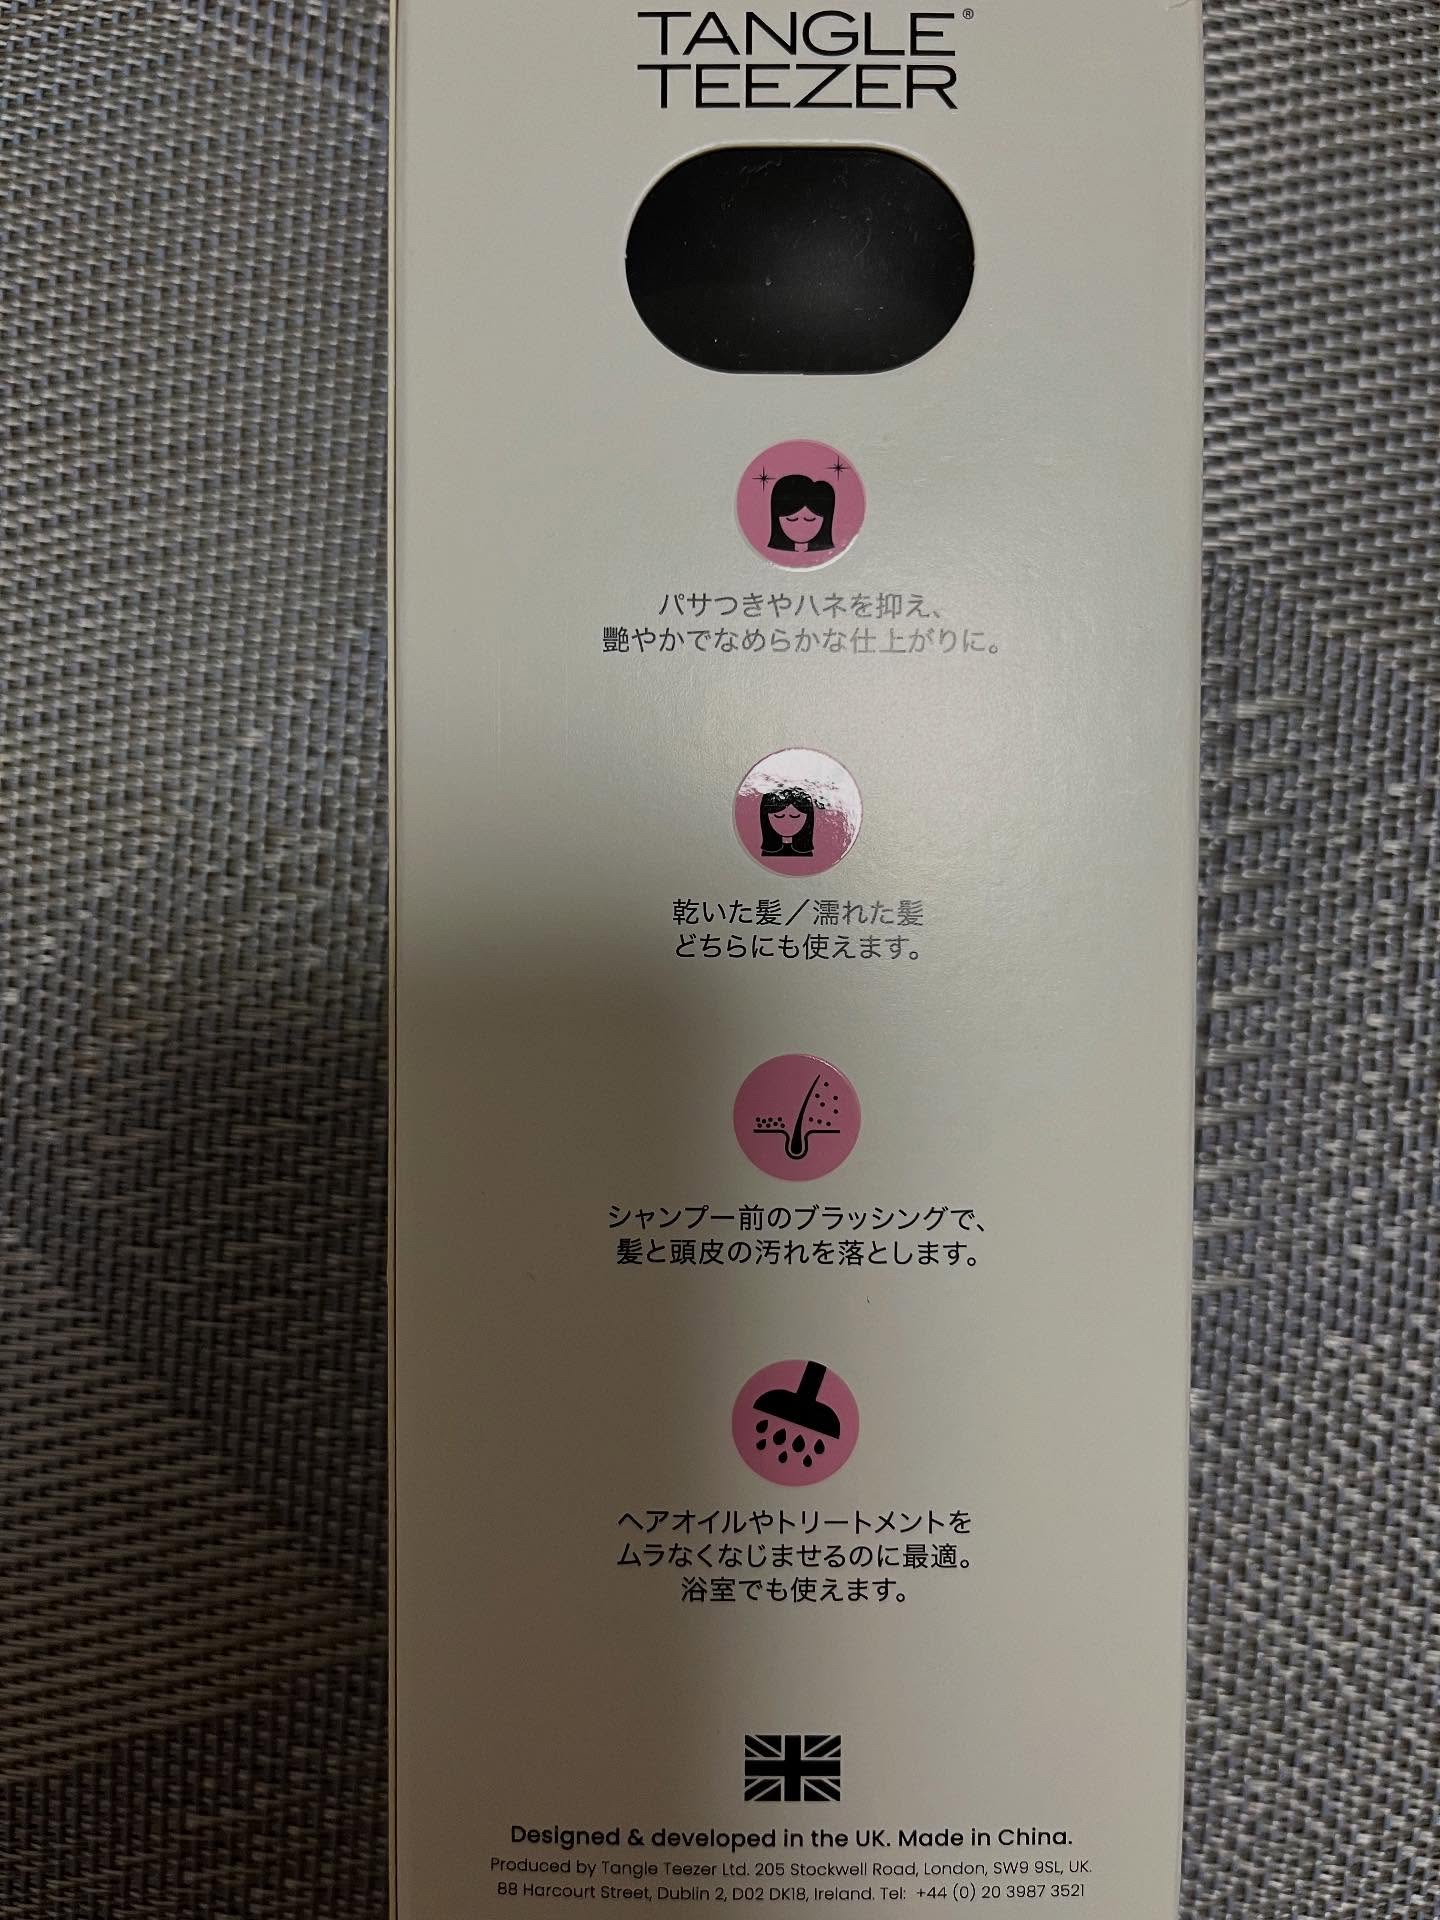 TANGLE®
TEEZER
パサつきやハネを抑え、
艶やかでなめらかな仕上がりに。
乾いた髪／濡れた髪
どちらにも使えます。
シャンプー前のブラッシングで、
髪と頭皮の汚れを落とします。
ヘアオイルやトリートメントを
ムラなくなじませるのに最適。
浴室でも使えます。
Designed & developed in the UK. Made in China.
Produced by Tangle Teezer Ltd. 205 Stockwell Road, London, SW9 9SL, UK.
88 Harcourt Street, Dublin 2, D02 DK18, Ireland. Tel: +44 (0) 20 3987 3521